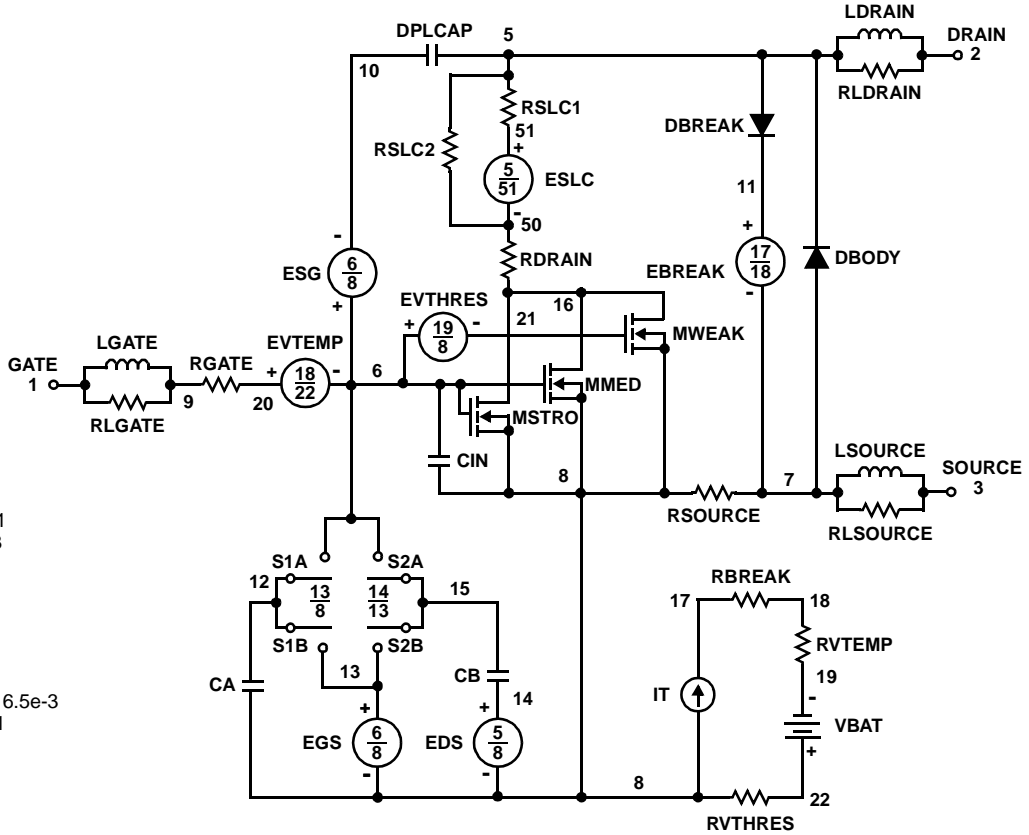 LDRAIN
DPLCAP 5 DRAIN
10 2
RLDRAIN
RSLC1
DBREAK
51
+
RSLC2
5
51
ESLC
11
-
50
- +
17
18
DBODY
6
8
ESG RDRAIN EBREAK
-
+
EVTHRES 16
+ 19
8
- 21
MWEAK
LGATE EVTEMP
GATE RGATE + 18
22
- 6
1 MMED
9 20
MSTRO
RLGATE
LSOURCE
CIN SOURCE
8 7 3
RSOURCE
RLSOURCE
S1A S2A
12 13
8
14
13
15 RBREAK
17 18
S1B S2B
RVTEMP
13 CB 19
CA 14 IT -
6.5e-3
+ +
VBAT
EGS 6
8
EDS 5
8
+
- -
8 22
RVTHRES